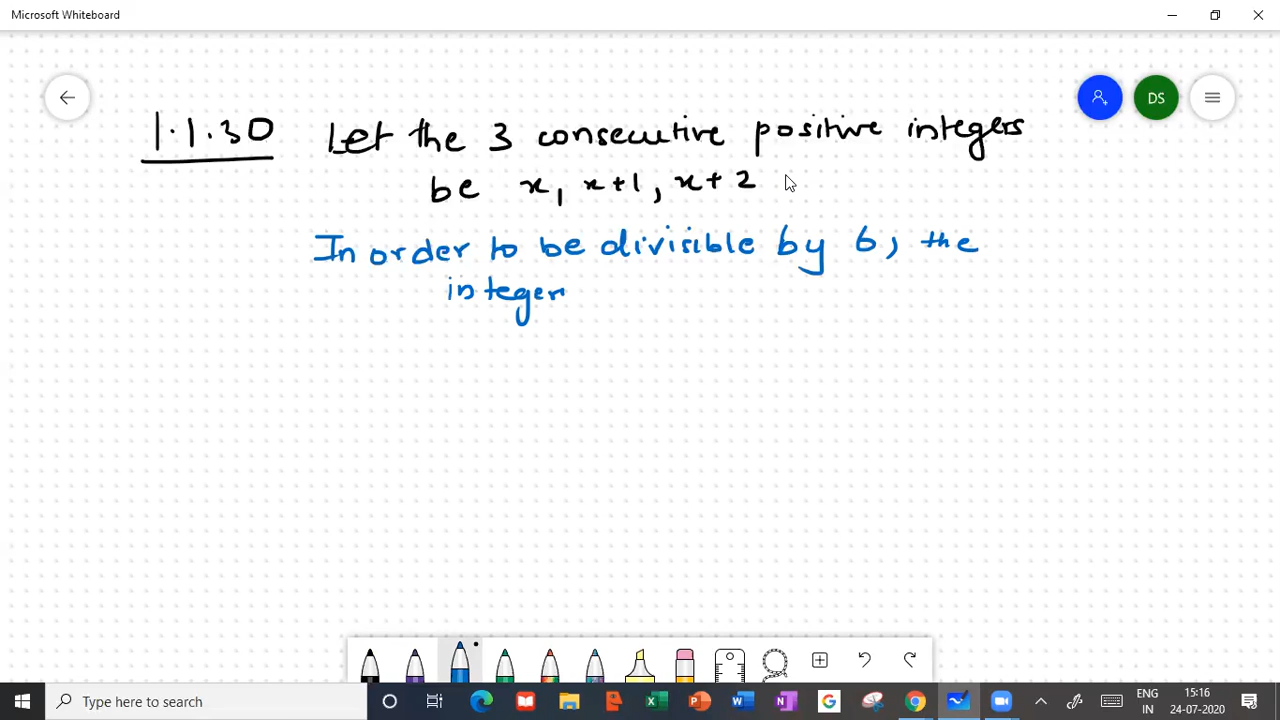 Microsoft Whiteboard
DS
1.1.30 Let the 3 consecutive positive integers
be x, x+1, x+2
In order to be divisible by 6, the
integer
Type here to search
ENG
IN
15:16
24-07-2020